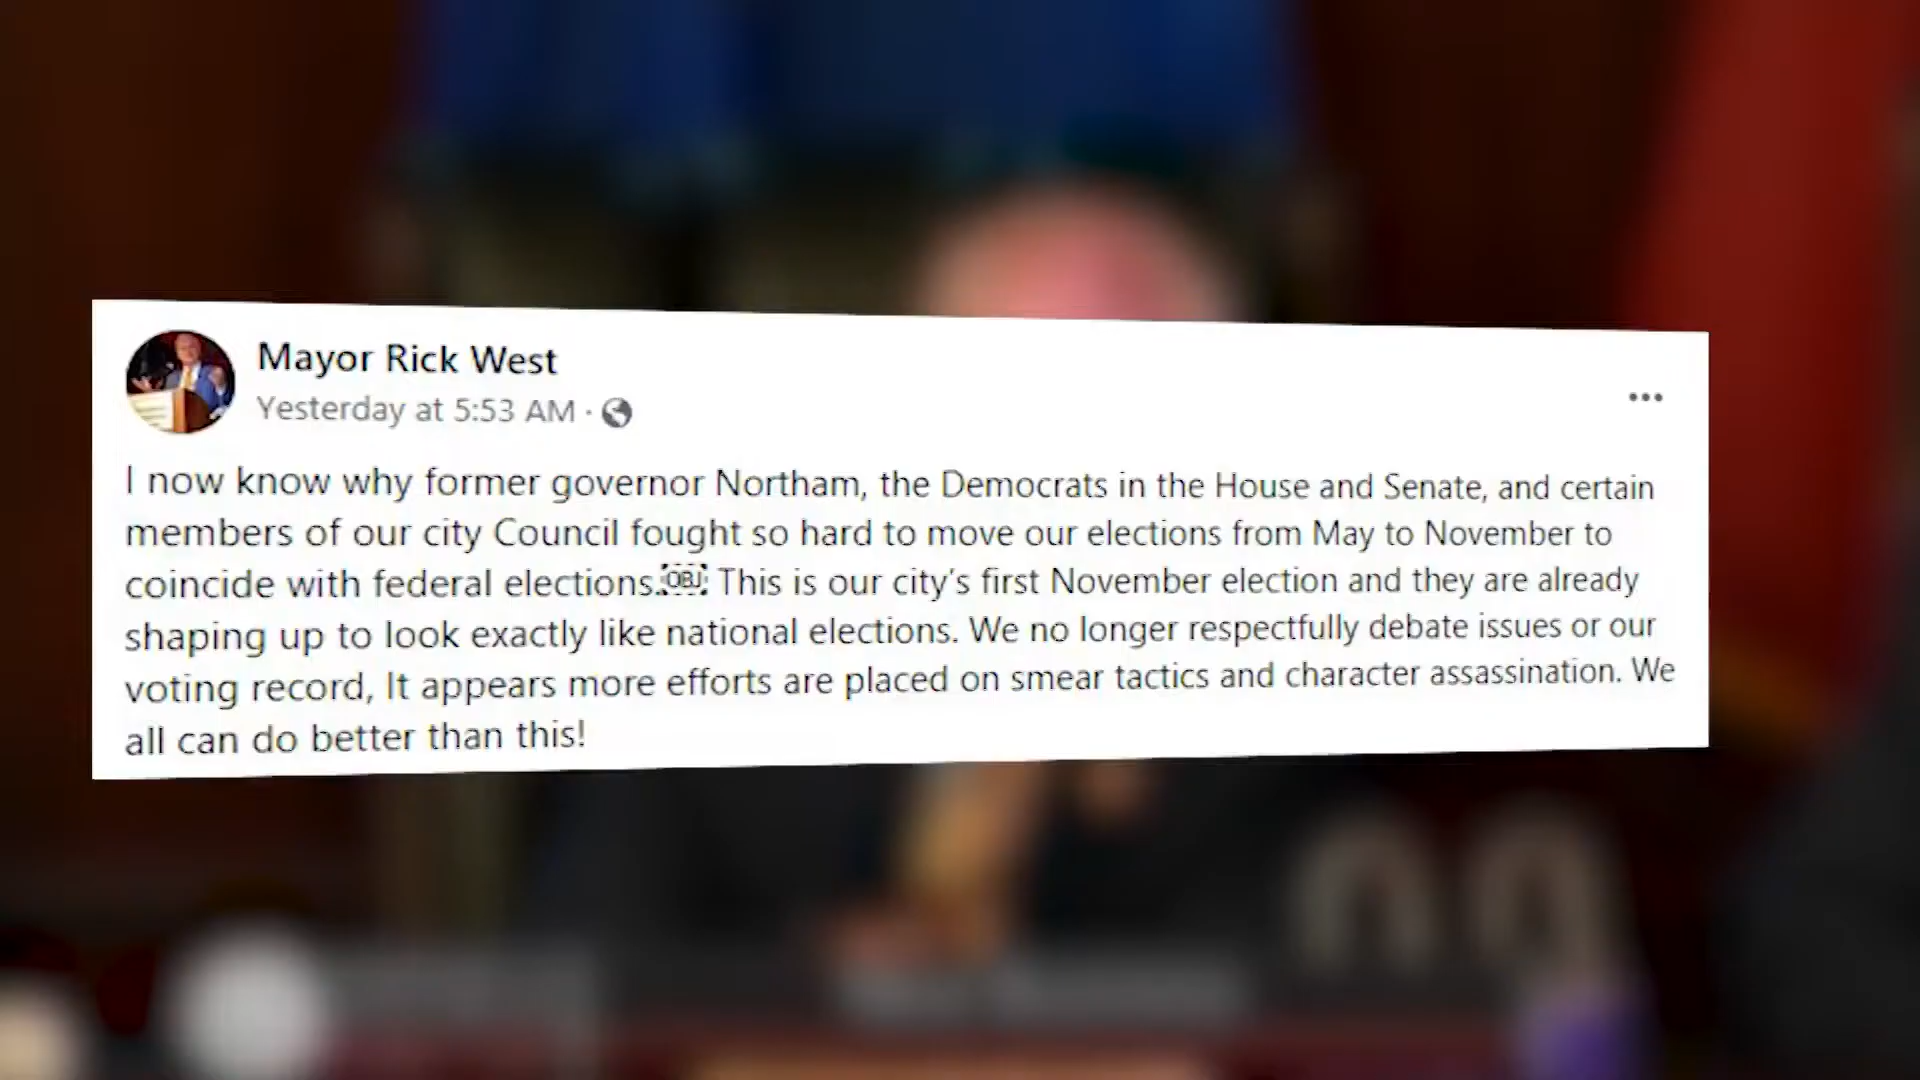 Mayor Rick West
Yesterday at 5:53 AM ·
...
I now know why former governor Northam, the Democrats in the House and Senate, and certain
members of our city Council fought so hard to move our elections from May to November to
coincide with federal elections.￼ This is our city's first November election and they are already
shaping up to look exactly like national elections. We no longer respectfully debate issues or our
voting record, It appears more efforts are placed on smear tactics and character assassination. We
all can do better than this!